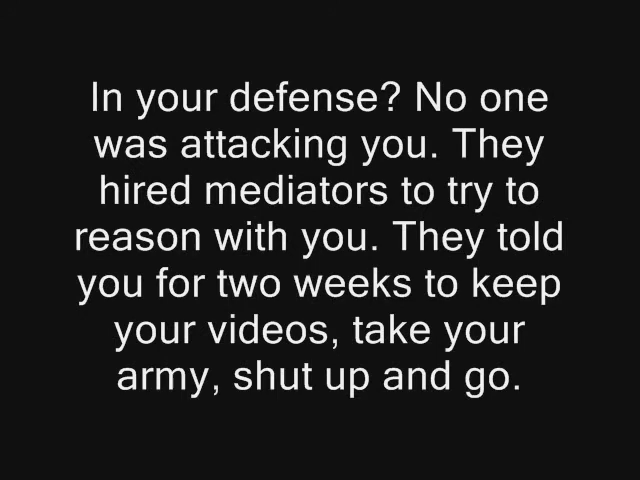 In your defense? No one
was attacking you. They
hired mediators to try to
reason with you. They told
you for two weeks to keep
your videos, take your
army, shut up and go.